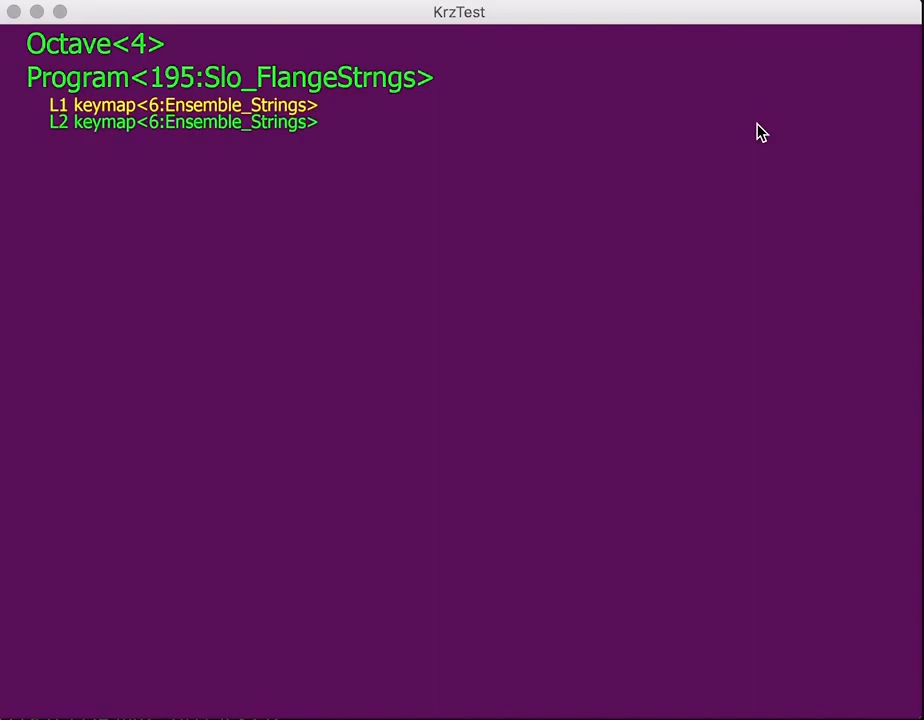 KrzTest
Octave<4>
Program<195:Slo_FlangeStrngs>
L1 keymap<6:Ensemble_Strings>
L2 keymap<6:Ensemble_Strings>